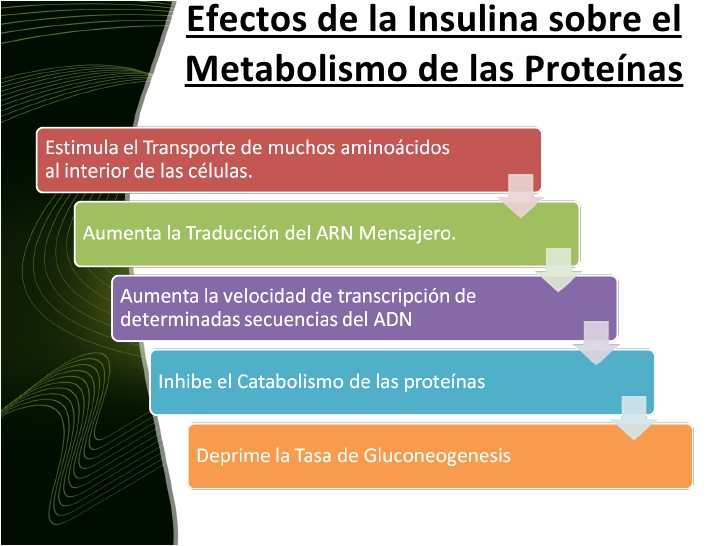 Efectos de la Insulina sobre el
Metabolismo de las Proteínas
Estimula el Transporte de muchos aminoácidos
al interior de las células.
Aumenta la Traducción del ARN Mensajero.
Aumenta la velocidad de transcripción de
determinadas secuencias del ADN
Inhibe el Catabolismo de las proteínas
Deprime la Tasa de Gluconeogenesis